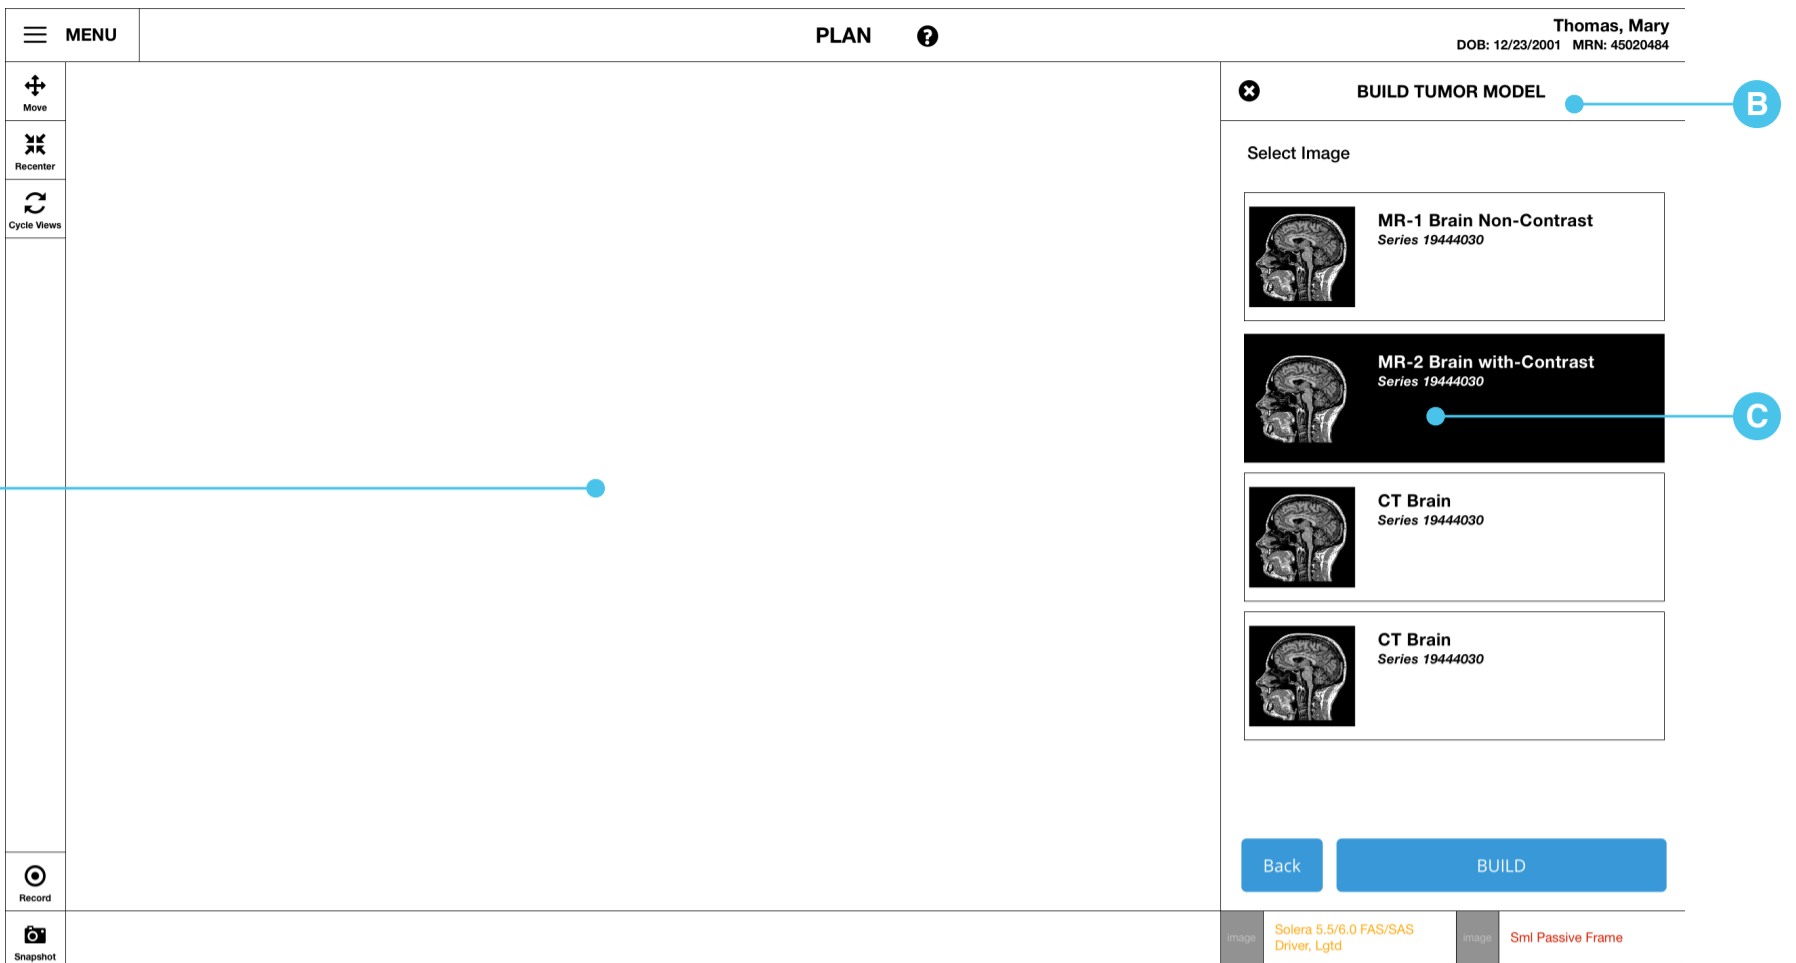 MENU
PLAN
?
Thomas, Mary
DOB: 12/23/2001 MRN: 45020484
Move
Recenter
Cycle Views
BUILD TUMOR MODEL
B
Select Image
MR-1 Brain Non-Contrast
Series 19444030
MR-2 Brain with-Contrast
Series 19444030
C
CT Brain
Series 19444030
CT Brain
Series 19444030
Back
BUILD
Record
Snapshot
image
Solera 5.5/6.0 FAS/SAS
Driver, Lgtd
image
Sml Passive Frame